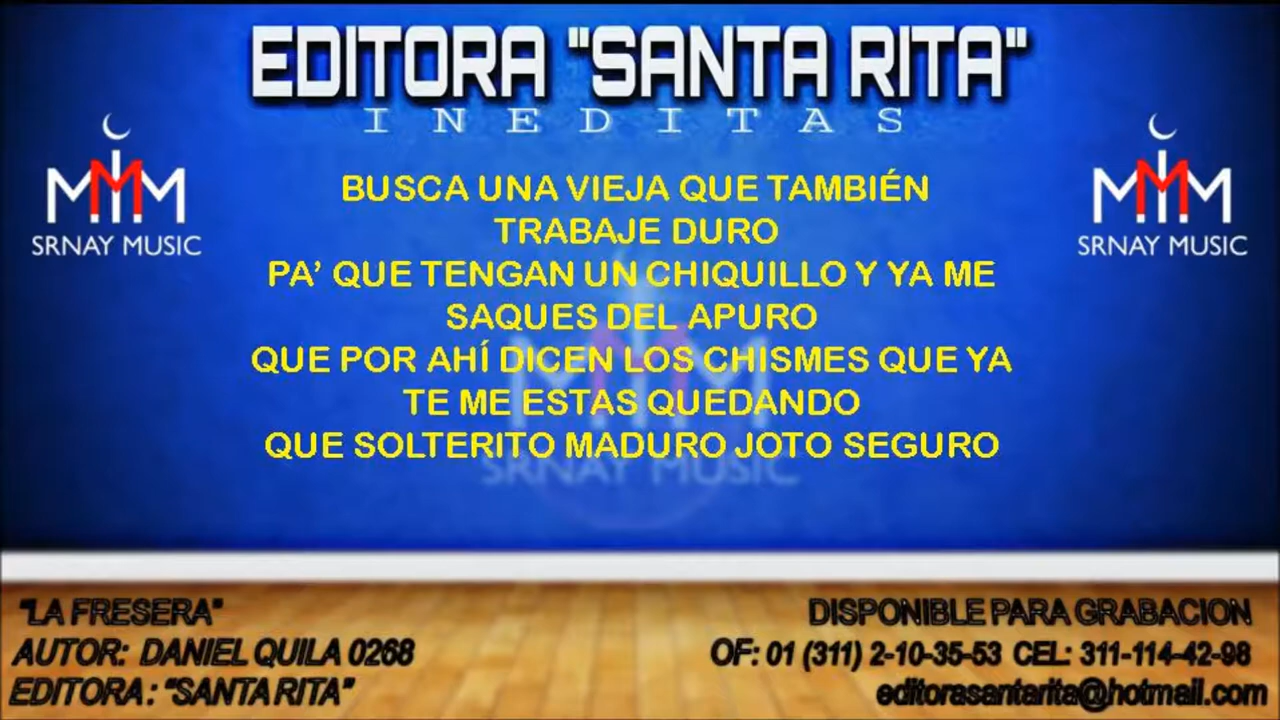 EDITORA "SANTA RITA"
INEDITAS
SRNAY MUSIC
SRNAY MUSIC
BUSCA UNA VIEJA QUE TAMBIÉN
TRABAJE DURO
PA' QUE TENGAN UN CHIQUILLO Y YA ME
SAQUES DEL APURO
QUE POR AHÍ DICEN LOS CHISMES QUE YA
TE ME ESTAS QUEDANDO
QUE SOLTERITO MADURO JOTO SEGURO
SRNAY MUSIC
"LA FRESERA"
AUTOR: DANIEL QUILA 0268
EDITORA: "SANTA RITA"
DISPONIBLE PARA GRABACION
OF: 01 (311) 2-10-35-53 CEL: 311-114-42-98
editorasantarita@hotmail.com